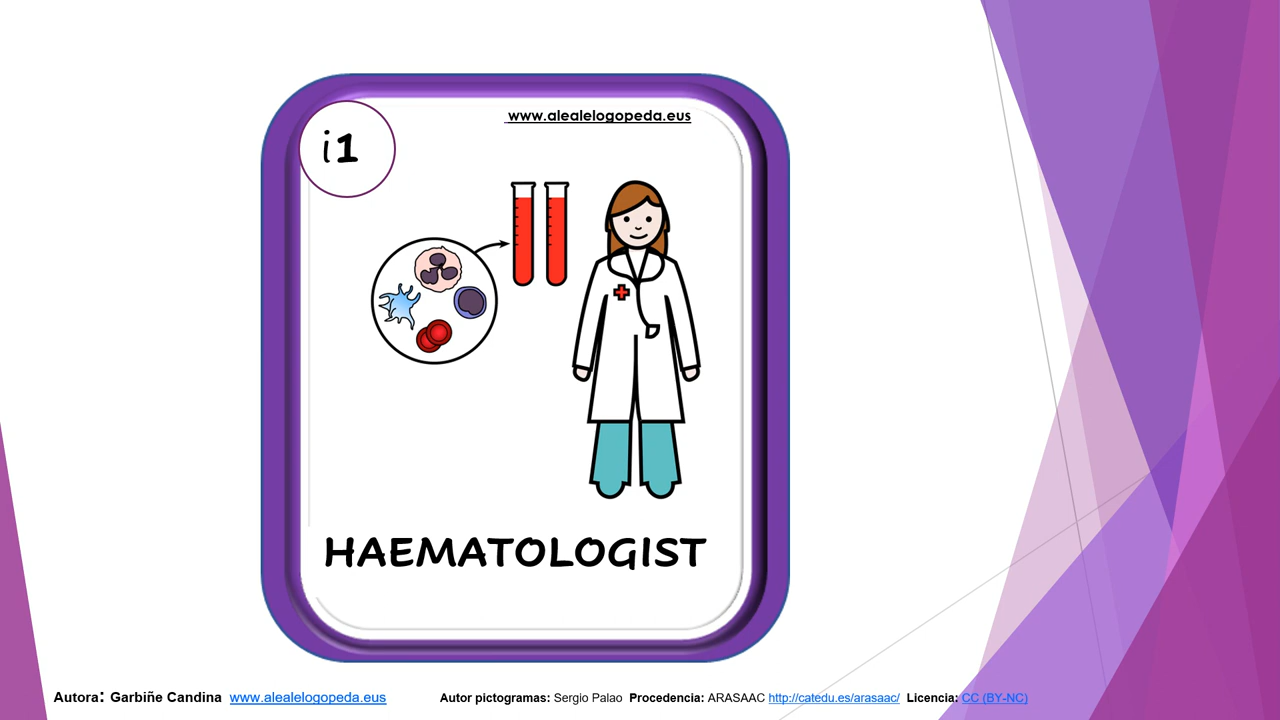 www.alealelogopeda.eus
i1
HAEMATOLOGIST
Autora: Garbiñe Candina www.alealelogopeda.eus Autor pictogramas: Sergio Palao Procedencia: ARASAAC http://catedu.es/arasaac/ Licencia: CC (BY-NC)